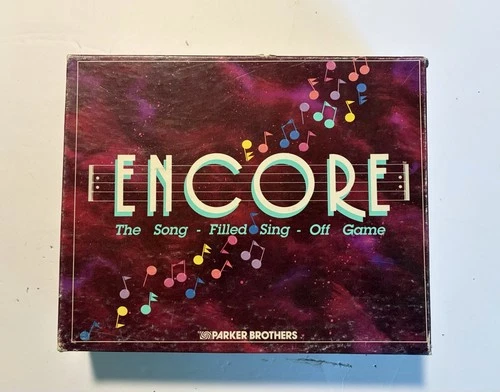 ENCORE
The Song - Filled Sing - Off Game
PARKER BROTHERS